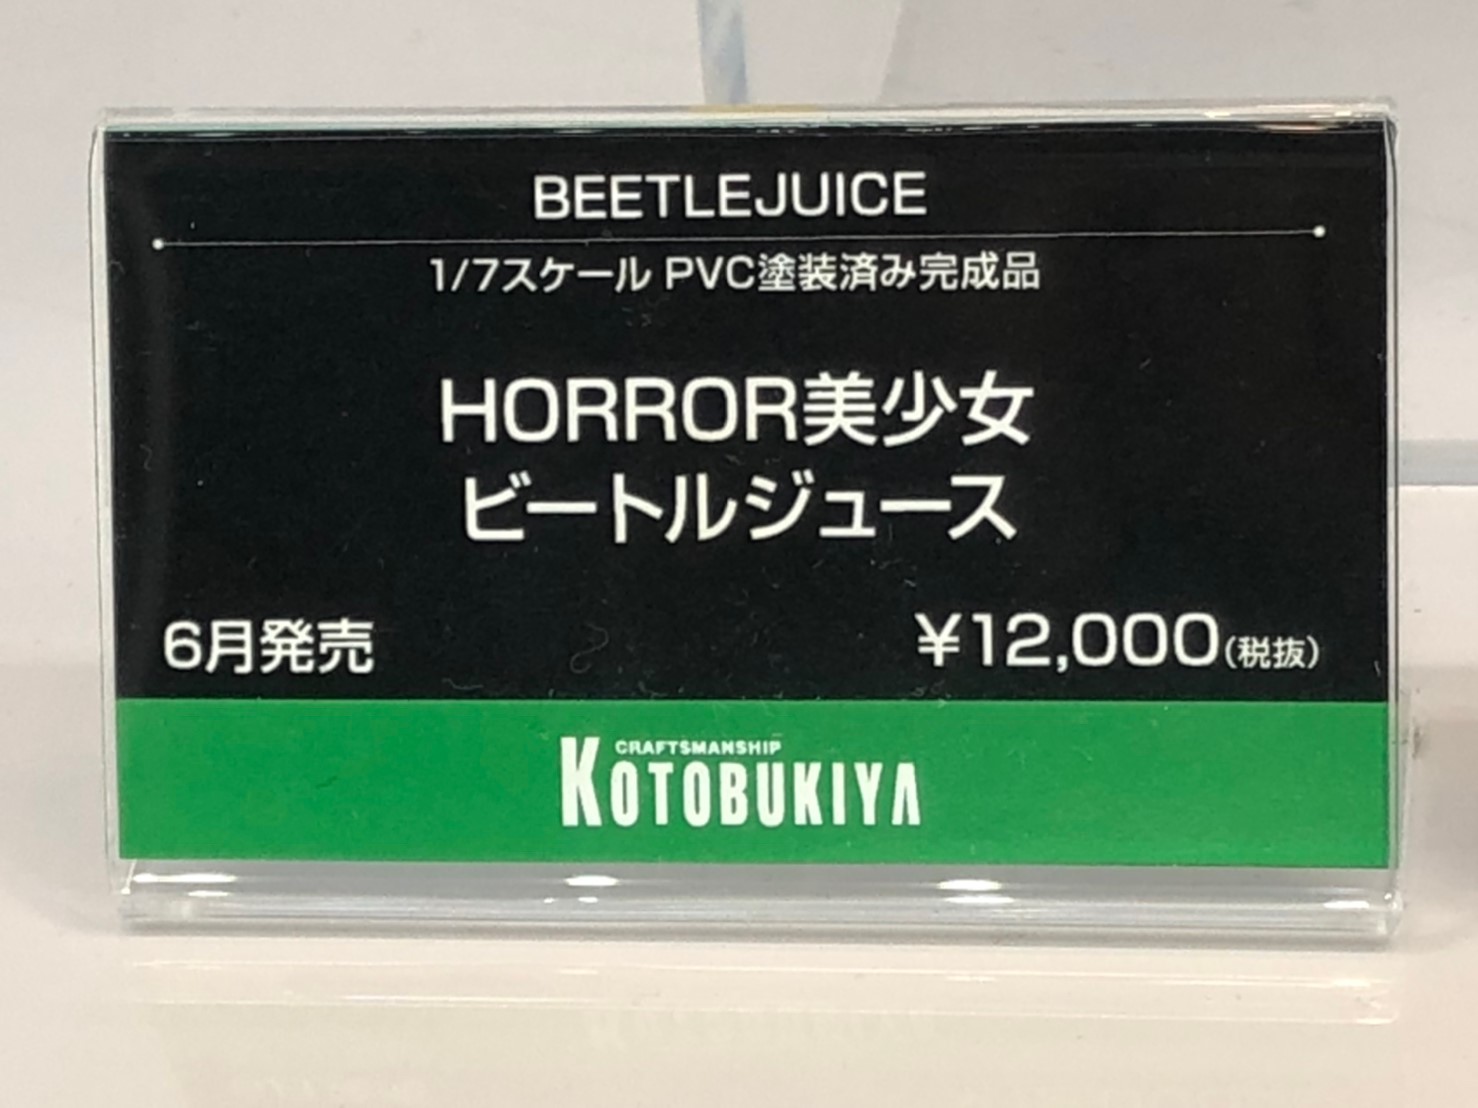 BEETLEJUICE
1/7スケール PVC塗装済み完成品
HORROR美少女
ビートルジュース
6月発売
¥12,000(税抜)
CRAFTSMANSHIP
KOTOBUKIYA